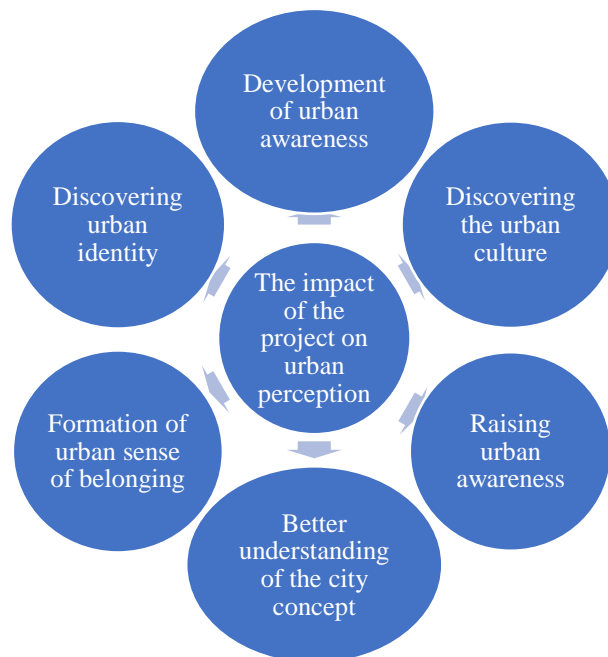 Development
of urban
awareness
Discovering
urban
identity
Discovering
the urban
culture
The impact
of the
project on
urban
perception
Formation of
urban sense
of belonging
Raising
urban
awareness
Better
understanding
of the city
concept